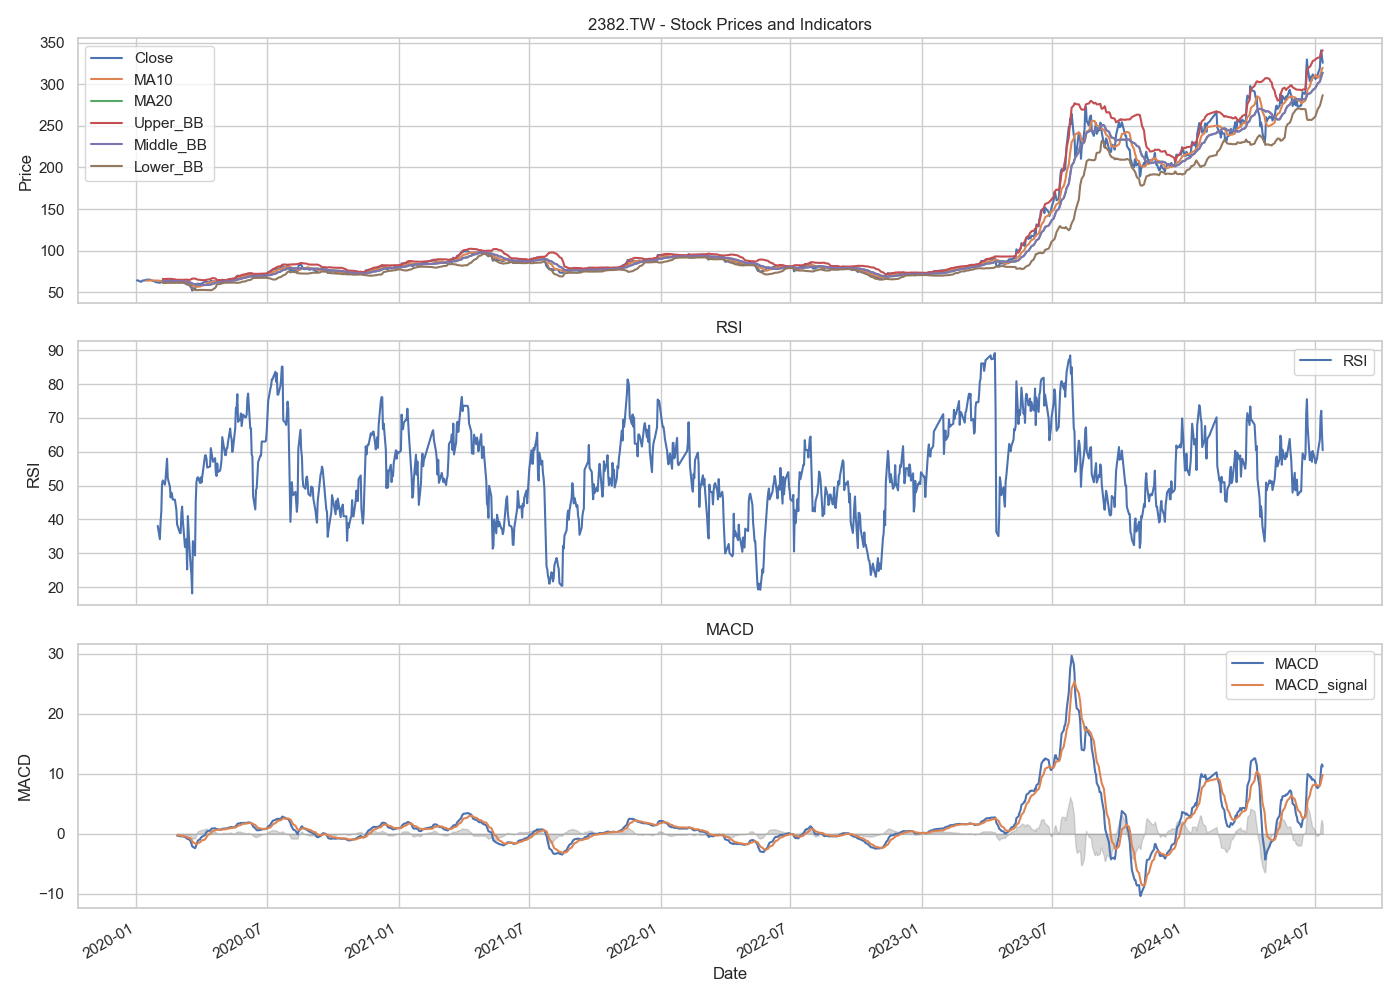 2382.TW - Stock Prices and Indicators
Close
MA10
MA20
Upper_BB
Middle_BB
Lower_BB
Price
350
300
250
200
150
100
50
RSI
RSI
RSI
90
80
70
60
50
40
30
20
MACD
MACD
MACD_signal
MACD
30
20
10
0
−10
2020-01
2020-07
2021-01
2021-07
2022-01
2022-07
2023-01
2023-07
2024-01
2024-07
Date